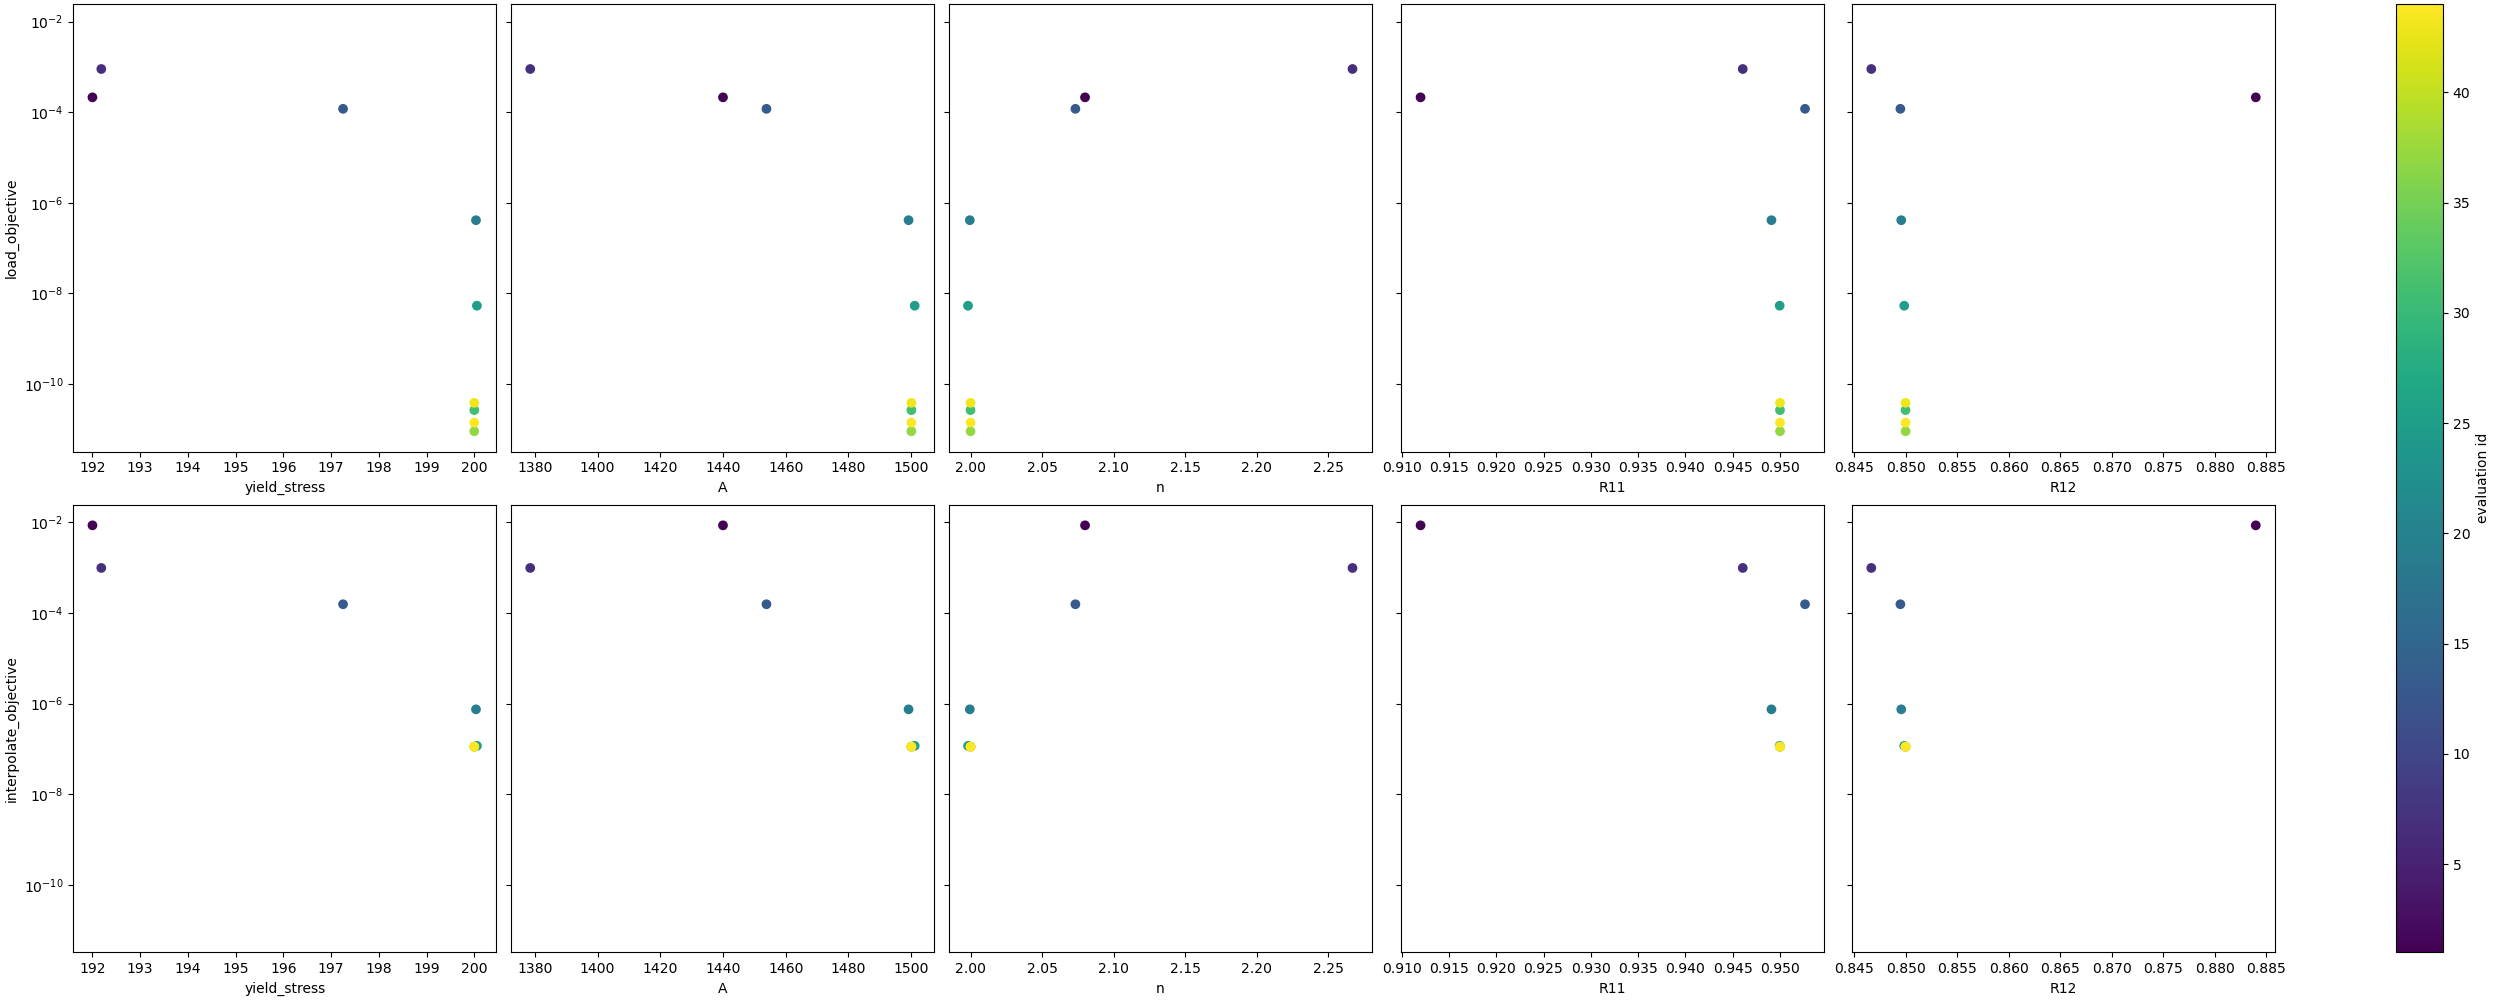 10⁻²
10⁻⁴
10⁻⁶
10⁻⁸
10⁻¹⁰
load_objective
192 193 194 195 196 197 198 199 200
yield_stress
1380 1400 1420 1440 1460 1480 1500
A
2.00 2.05 2.10 2.15 2.20 2.25
n
0.910 0.915 0.920 0.925 0.930 0.935 0.940 0.945 0.950
R11
0.845 0.850 0.855 0.860 0.865 0.870 0.875 0.880 0.885
R12
10⁻²
10⁻⁴
10⁻⁶
10⁻⁸
10⁻¹⁰
interpolate_objective
192 193 194 195 196 197 198 199 200
yield_stress
1380 1400 1420 1440 1460 1480 1500
A
2.00 2.05 2.10 2.15 2.20 2.25
n
0.910 0.915 0.920 0.925 0.930 0.935 0.940 0.945 0.950
R11
0.845 0.850 0.855 0.860 0.865 0.870 0.875 0.880 0.885
R12
40
35
30
25
20
15
10
5
evaluation id